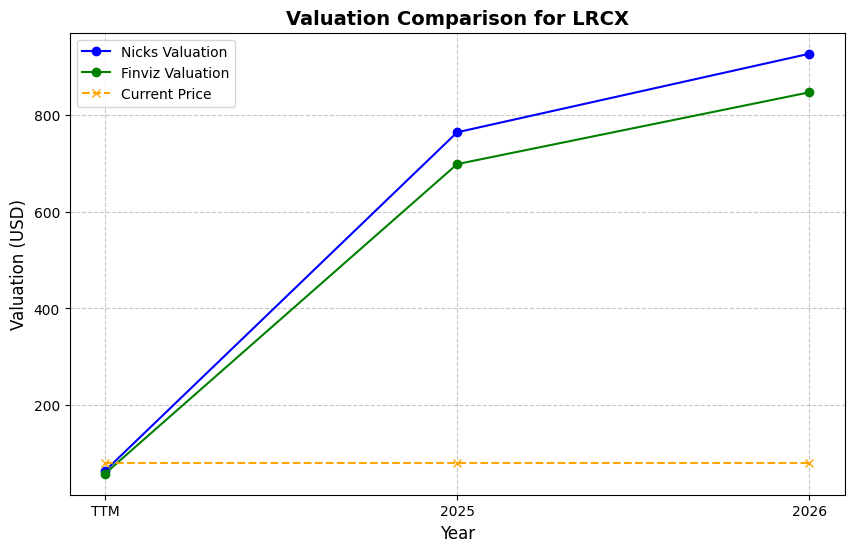 Valuation Comparison for LRCX
Nicks Valuation
Finviz Valuation
Current Price
Valuation (USD)
800
600
400
200
TTM
2025
2026
Year